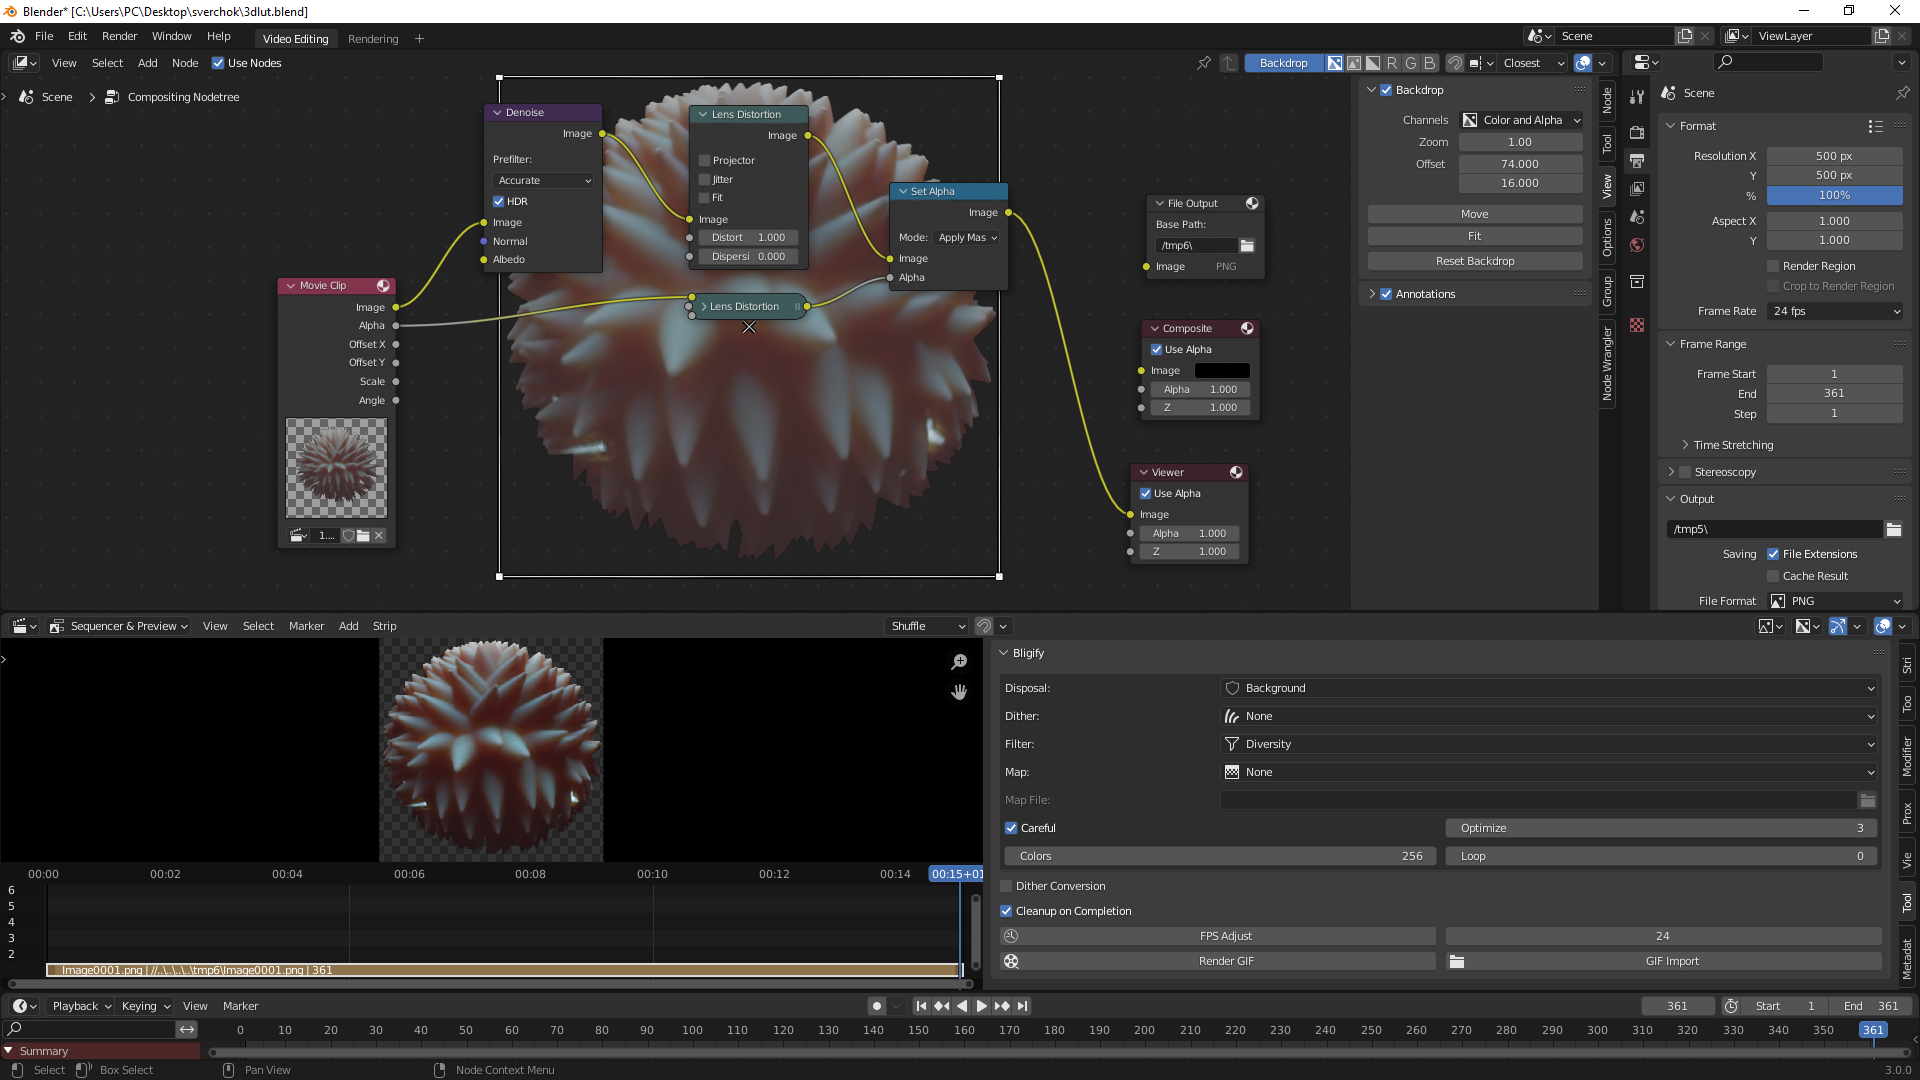 Blender* [C:\Users\PC\Desktop\sverchok\3dlut.blend]
File Edit Render Window Help Video Editing Rendering + Scene ViewLayer
View Select Add Node Use Nodes Backdrop R G B Closest
Scene > Compositing Nodetree
Denoise
Image
Prefilter:
Accurate
HDR
Image
Normal
Albedo
Lens Distortion
Image
Projector
Jitter
Fit
Image
Distort 1.000
Dispersi 0.000
Lens Distortion
Set Alpha
Image
Mode: Apply Mas
Image
Alpha
Movie Clip
Image
Alpha
Offset X
Offset Y
Scale
Angle
1....
File Output
Base Path:
/tmp6\
Image PNG
Composite
Use Alpha
Image
Alpha 1.000
Z 1.000
Viewer
Use Alpha
Image
Alpha 1.000
Z 1.000
Backdrop
Channels Color and Alpha
Zoom 1.00
Offset 74.000
16.000
Move
Fit
Reset Backdrop
Annotations
Node
Tool
View
Options
Group
Node Wrangler
Scene
Format
Resolution X 500 px
Y 500 px
% 100%
Aspect X 1.000
Y 1.000
Render Region
Crop to Render Region
Frame Rate 24 fps
Frame Range
Frame Start 1
End 361
Step 1
Time Stretching
Stereoscopy
Output
/tmp5\
Saving File Extensions
Cache Result
File Format PNG
Sequencer & Preview View Select Marker Add Strip Shuffle
Bligify
Disposal: Background
Dither: None
Filter: Diversity
Map: None
Map File:
Careful Optimize 3
Colors 256 Loop 0
Dither Conversion
Cleanup on Completion
FPS Adjust 24
Render GIF GIF Import
Stri
Too
Modifier
Prox
Vie
Tool
Metadat
00:00 00:02 00:04 00:06 00:08 00:10 00:12 00:14 00:15+01
6
5
4
3
2
Image0001.png | //..\..\..\..\tmp6\Image0001.png | 361
Playback Keying View Marker 361 Start 1 End 361
0 10 20 30 40 50 60 70 80 90 100 110 120 130 140 150 160 170 180 190 200 210 220 230 240 250 260 270 280 290 300 310 320 330 340 350 361
Summary
Select Box Select Pan View Node Context Menu 3.0.0